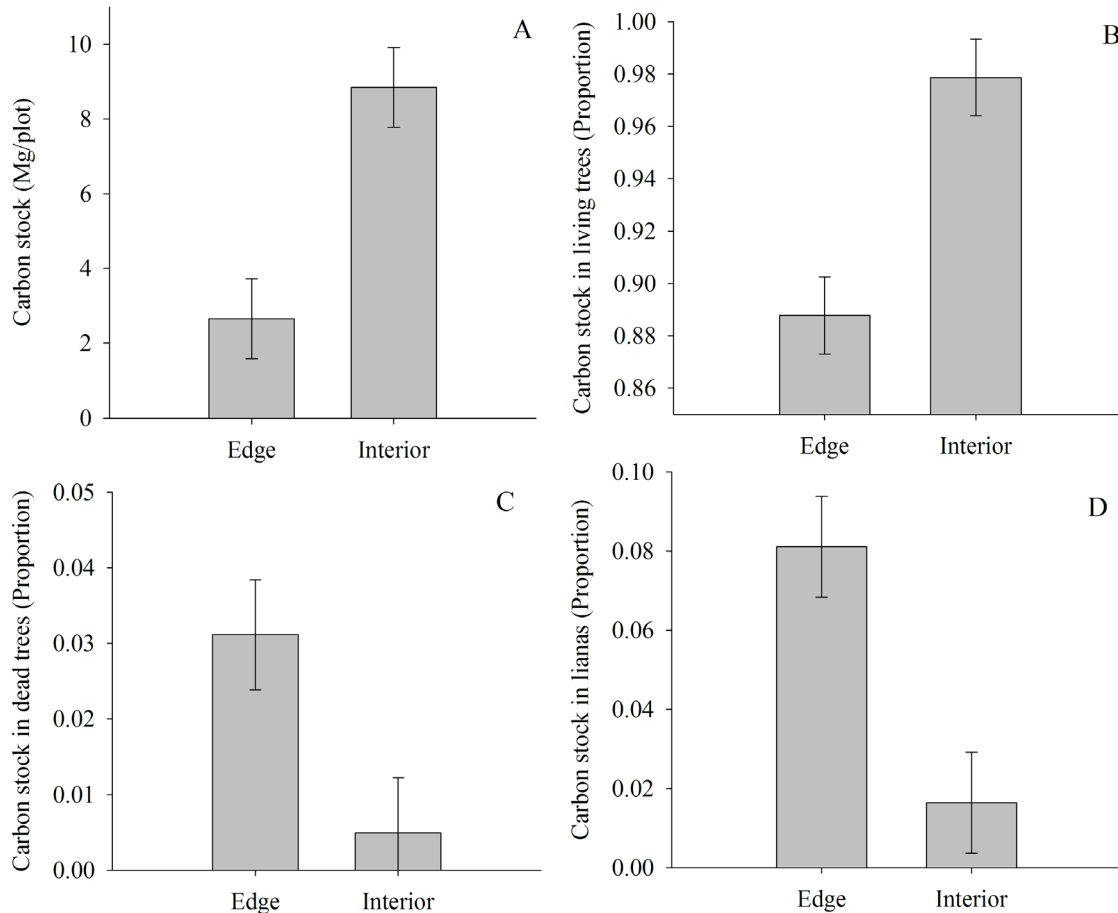 A
Carbon stock (Mg/plot)
10
8
6
4
2
0
Edge
Interior
B
Carbon stock in living trees (Proportion)
1.00
0.98
0.96
0.94
0.92
0.90
0.88
0.86
Edge
Interior
C
Carbon stock in dead trees (Proportion)
0.05
0.04
0.03
0.02
0.01
0.00
Edge
Interior
D
Carbon stock in lianas (Proportion)
0.10
0.08
0.06
0.04
0.02
0.00
Edge
Interior